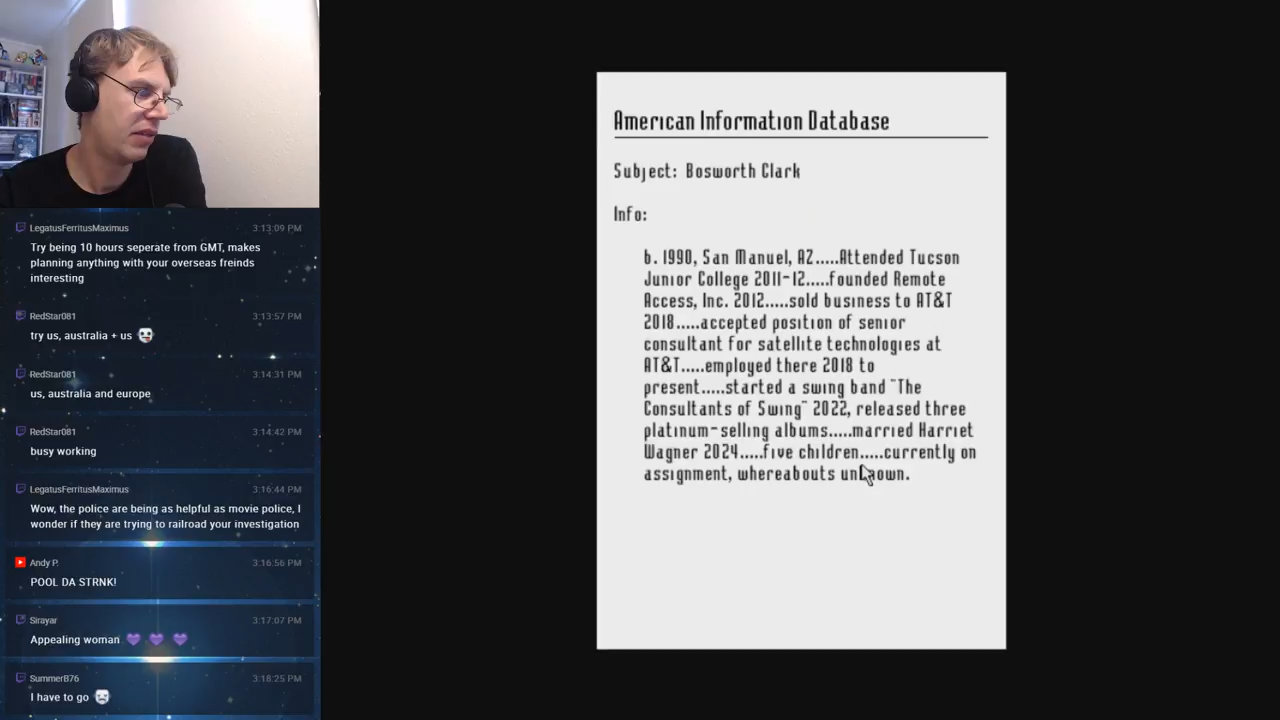 LegatusFerritusMaximus 3:13:09 PM
Try being 10 hours seperate from GMT, makes
planning anything with your overseas freinds
interesting
RedStar081 3:13:57 PM
try us, australia + us
RedStar081 3:14:31 PM
us, australia and europe
RedStar081 3:14:42 PM
busy working
LegatusFerritusMaximus 3:16:44 PM
Wow, the police are being as helpful as movie police, I
wonder if they are trying to railroad your investigation
Andy P. 3:16:56 PM
POOL DA STRNK!
Sirayar 3:17:07 PM
Appealing woman
SummerB76 3:18:25 PM
I have to go
American Information Database
Subject: Bosworth Clark
Info:
b. 1990, San Manuel, AZ.....Attended Tucson
Junior College 2011-12.....founded Remote
Access, Inc. 2012.....sold business to AT&T
2018.....accepted position of senior
consultant for satellite technologies at
AT&T.....employed there 2018 to
present.....started a swing band "The
Consultants of Swing" 2022, released three
platinum-selling albums.....married Harriet
Wagner 2024.....five children.....currently on
assignment, whereabouts unknown.